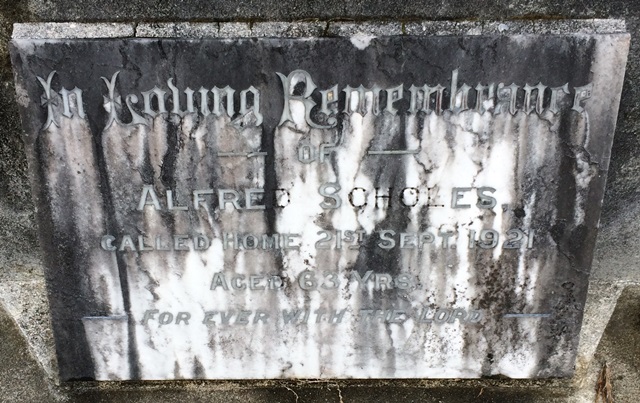 In Loving Remembrance
— OF —
ALFRED SCHOLES,
CALLED HOME 21ST SEPT. 1921
AGED 63 YRS.
— FOR EVER WITH THE LORD —